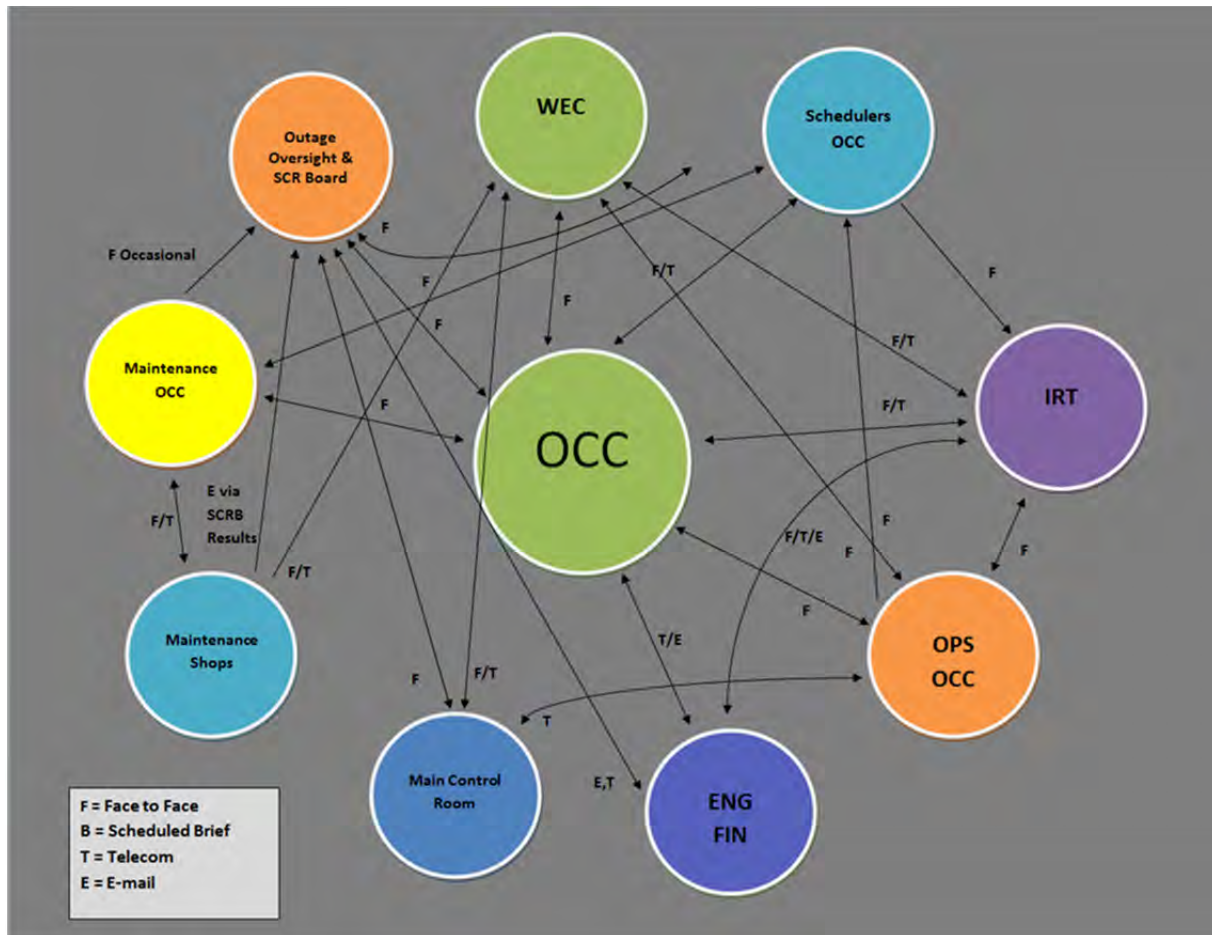 WEC
Schedulers
OCC
Outage
Oversight &
SCR Board
F
F Occasional
F/T
F
F
F
F
F/T
Maintenance
OCC
IRT
F
F/T
OCC
E via
SCRB
Results
F/T
F
F/T/E
F
F
F/T
F
Maintenance
Shops
T/E
OPS
OCC
F
F/T
T
Main Control
Room
E,T
ENG
FIN
F = Face to Face
B = Scheduled Brief
T = Telecom
E = E-mail